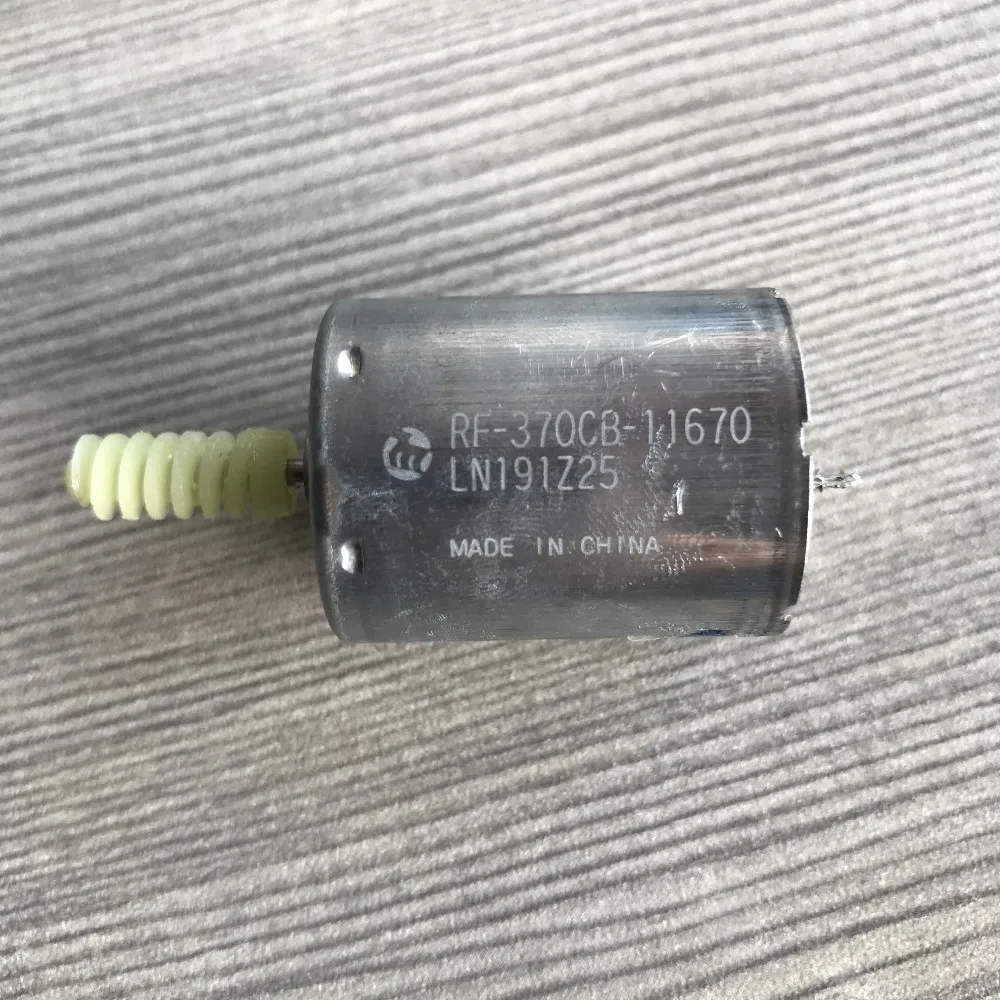 RF-370CB-11670
LN191Z25
MADE IN CHINA